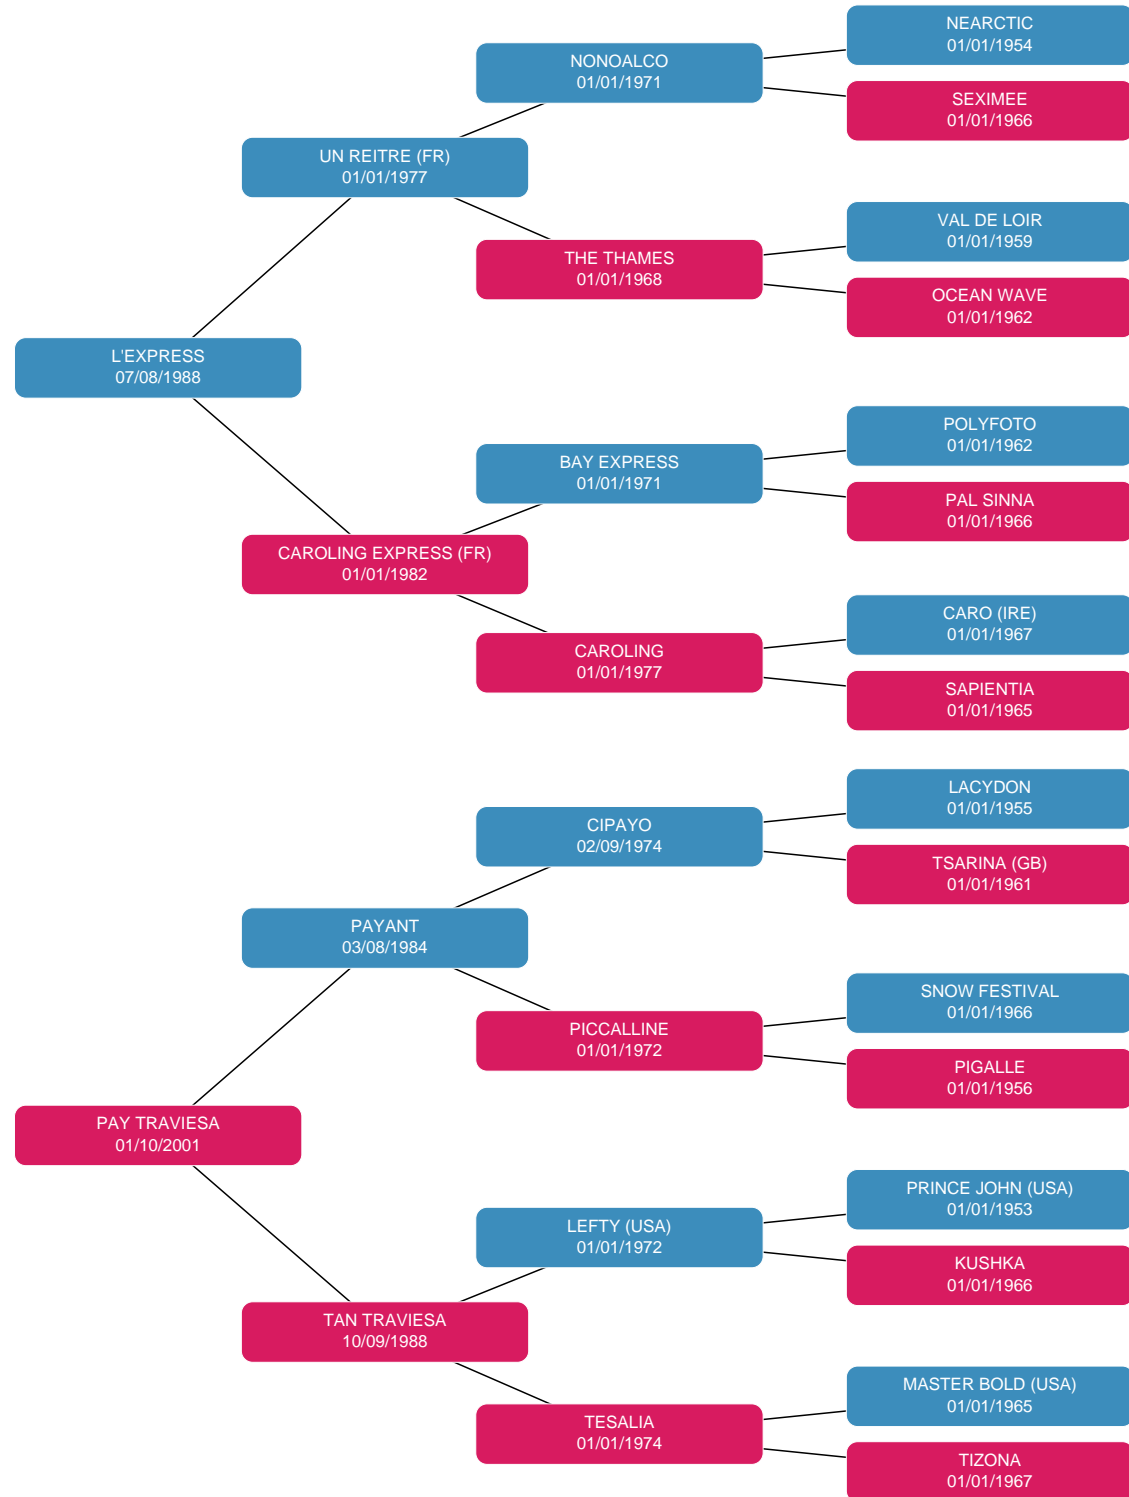 NEARCTIC
01/01/1954
NONOALCO
01/01/1971
SEXIMEE
01/01/1966
UN REITRE (FR)
01/01/1977
VAL DE LOIR
01/01/1959
THE THAMES
01/01/1968
OCEAN WAVE
01/01/1962
L'EXPRESS
07/08/1988
POLYFOTO
01/01/1962
BAY EXPRESS
01/01/1971
PAL SINNA
01/01/1966
CAROLING EXPRESS (FR)
01/01/1982
CARO (IRE)
01/01/1967
CAROLING
01/01/1977
SAPIENTIA
01/01/1965
LACYDON
01/01/1955
CIPAYO
02/09/1974
TSARINA (GB)
01/01/1961
PAYANT
03/08/1984
SNOW FESTIVAL
01/01/1966
PICCALLINE
01/01/1972
PIGALLE
01/01/1956
PAY TRAVIESA
01/10/2001
PRINCE JOHN (USA)
01/01/1953
LEFTY (USA)
01/01/1972
KUSHKA
01/01/1966
TAN TRAVIESA
10/09/1988
MASTER BOLD (USA)
01/01/1965
TESALIA
01/01/1974
TIZONA
01/01/1967